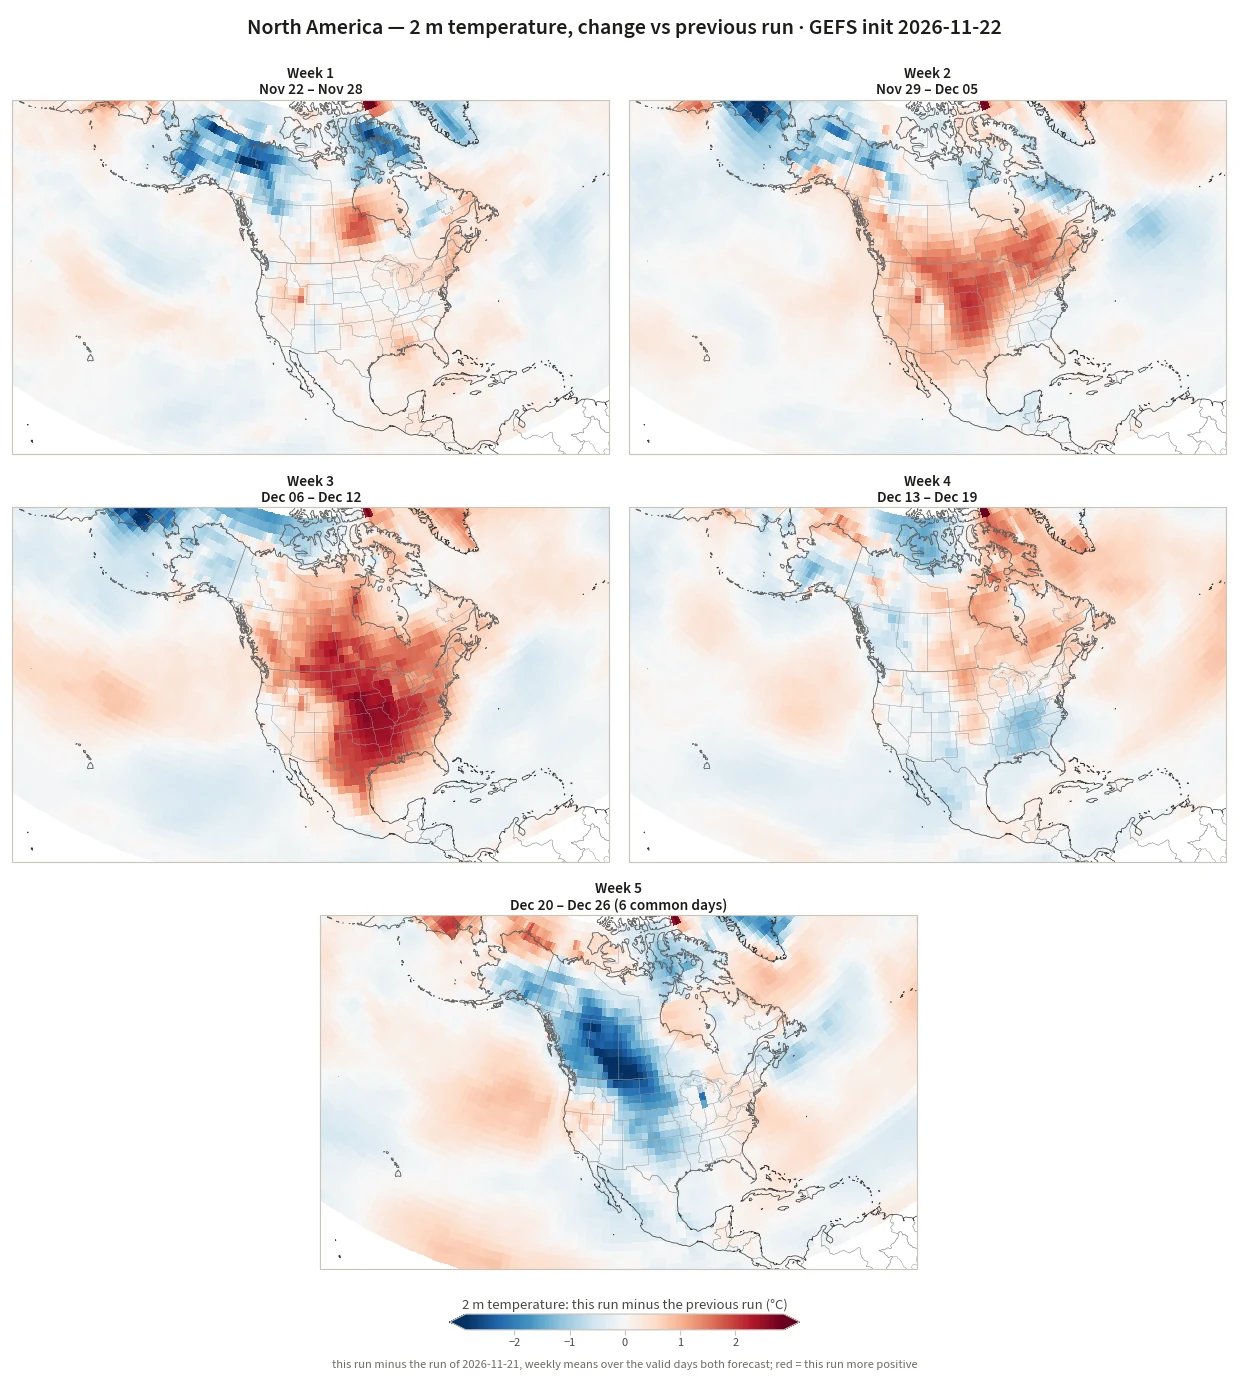 North America — 2 m temperature, change vs previous run · GEFS init 2026-11-22
Week 1
Nov 22 – Nov 28
Week 2
Nov 29 – Dec 05
Week 3
Dec 06 – Dec 12
Week 4
Dec 13 – Dec 19
Week 5
Dec 20 – Dec 26 (6 common days)
2 m temperature: this run minus the previous run (°C)
−2 −1 0 1 2
this run minus the run of 2026-11-21, weekly means over the valid days both forecast; red = this run more positive